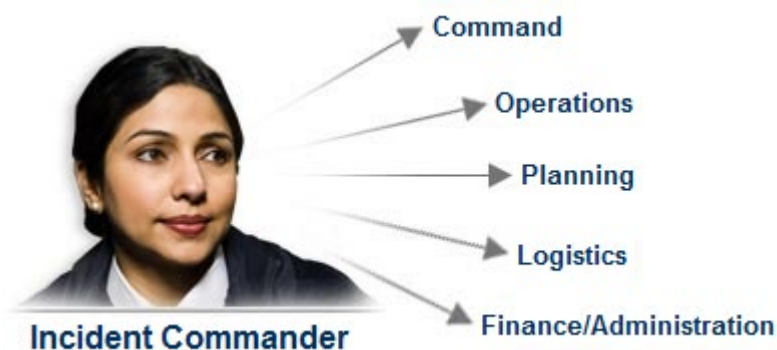 Command
Operations
Planning
Logistics
Finance/Administration
Incident Commander